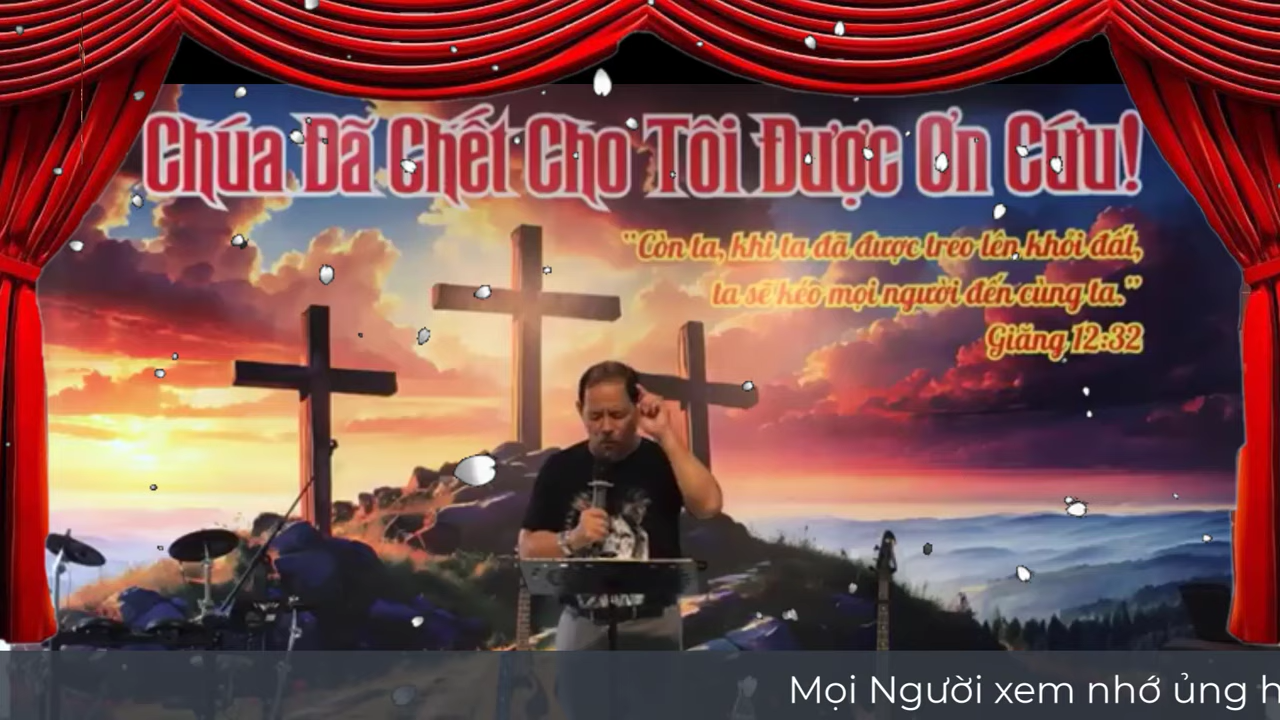 Chúa Đã Chết Cho Tôi Được Ơn Cứu!
"Còn ta, khi ta đã được treo lên khỏi đất,
ta sẽ kéo mọi người đến cùng ta."
Giăng 12:32
Mọi Người xem nhớ ủng h